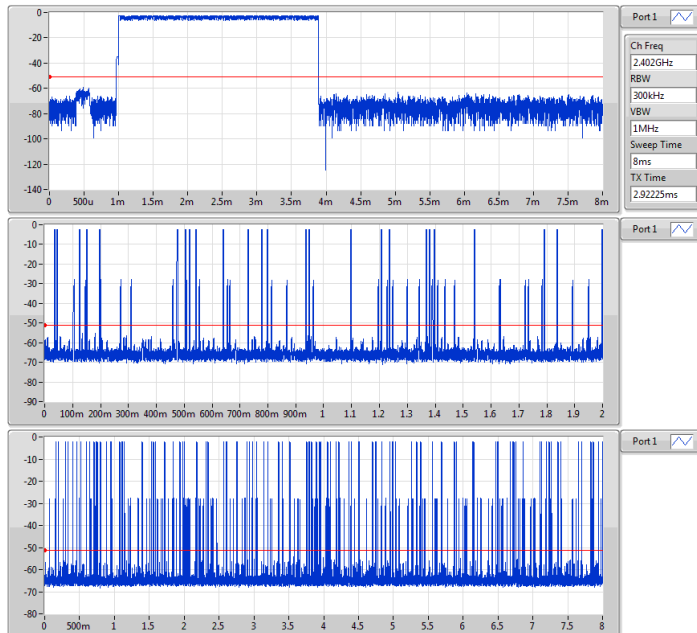 0
-20
-40
-60
-80
-100
-120
-140
0 500u 1m 1.5m 2m 2.5m 3m 3.5m 4m 4.5m 5m 5.5m 6m 6.5m 7m 7.5m 8m
Port 1
Ch Freq
2.402GHz
RBW
300kHz
VBW
1MHz
Sweep Time
8ms
TX Time
2.92225ms
0
-10
-20
-30
-40
-50
-60
-70
-80
-90
0 100m 200m 300m 400m 500m 600m 700m 800m 900m 1 1.1 1.2 1.3 1.4 1.5 1.6 1.7 1.8 1.9 2
Port 1
0
-10
-20
-30
-40
-50
-60
-70
-80
0 500m 1 1.5 2 2.5 3 3.5 4 4.5 5 5.5 6 6.5 7 7.5 8
Port 1